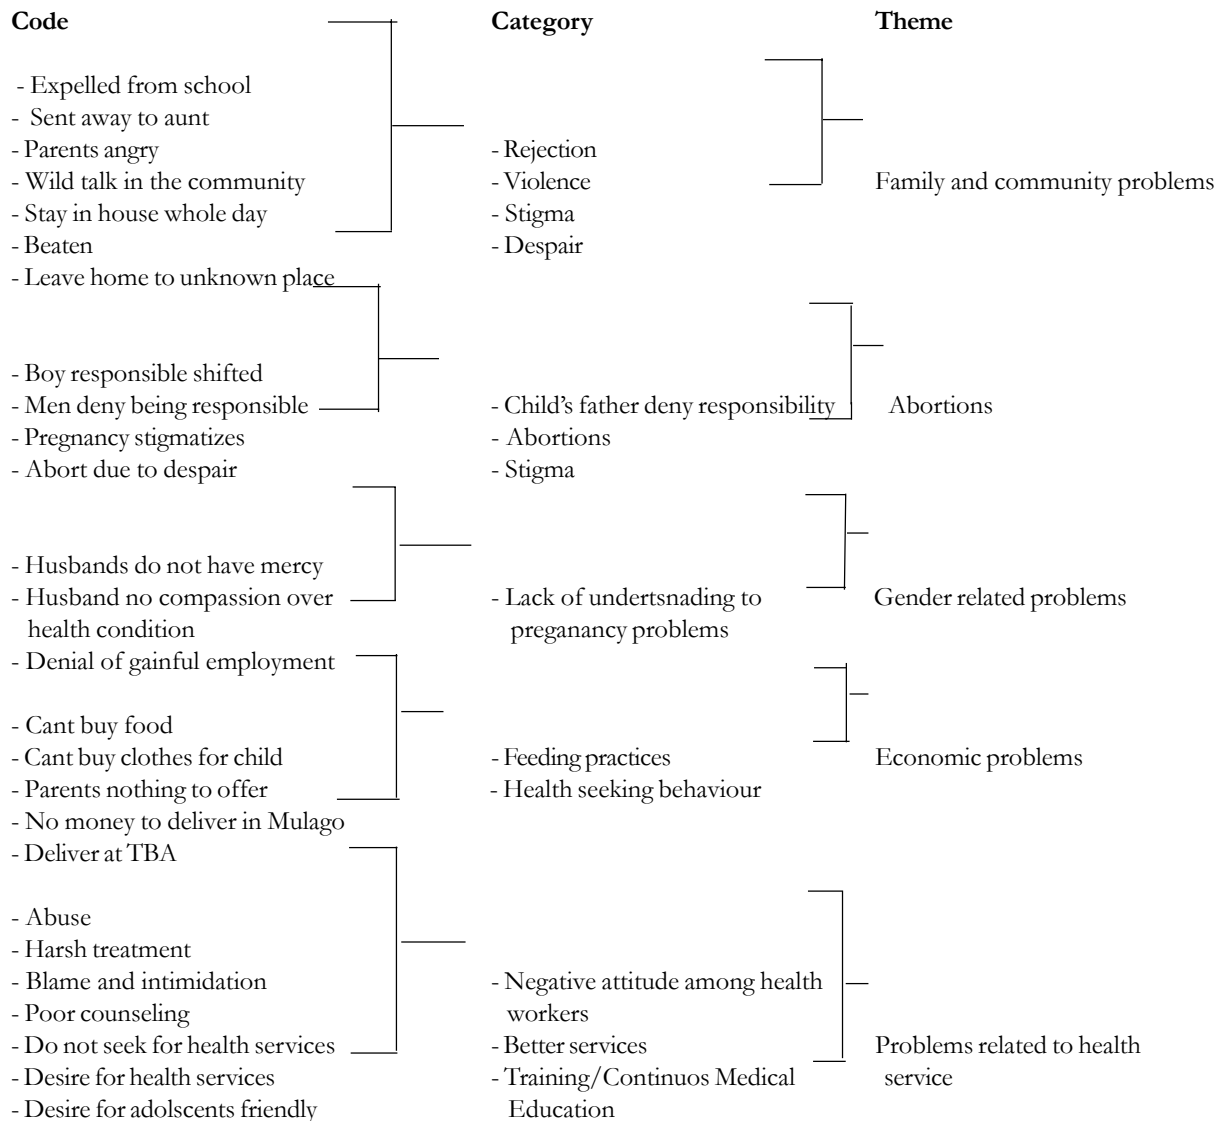 Code Category Theme
- Expelled from school
- Sent away to aunt
- Parents angry - Rejection
- Wild talk in the community - Violence Family and community problems
- Stay in house whole day - Stigma
- Beaten - Despair
- Leave home to unknown place
- Boy responsible shifted
- Men deny being responsible - Child's father deny responsibility Abortions
- Pregnancy stigmatizes - Abortions
- Abort due to despair - Stigma
- Husbands do not have mercy
- Husband no compassion over - Lack of undertsnading to Gender related problems
health condition preganancy problems
- Denial of gainful employment
- Cant buy food
- Cant buy clothes for child - Feeding practices Economic problems
- Parents nothing to offer - Health seeking behaviour
- No money to deliver in Mulago
- Deliver at TBA
- Abuse
- Harsh treatment
- Blame and intimidation - Negative attitude among health
- Poor counseling workers
- Do not seek for health services - Better services Problems related to health
- Desire for health services - Training/Continuos Medical service
- Desire for adolscents friendly Education